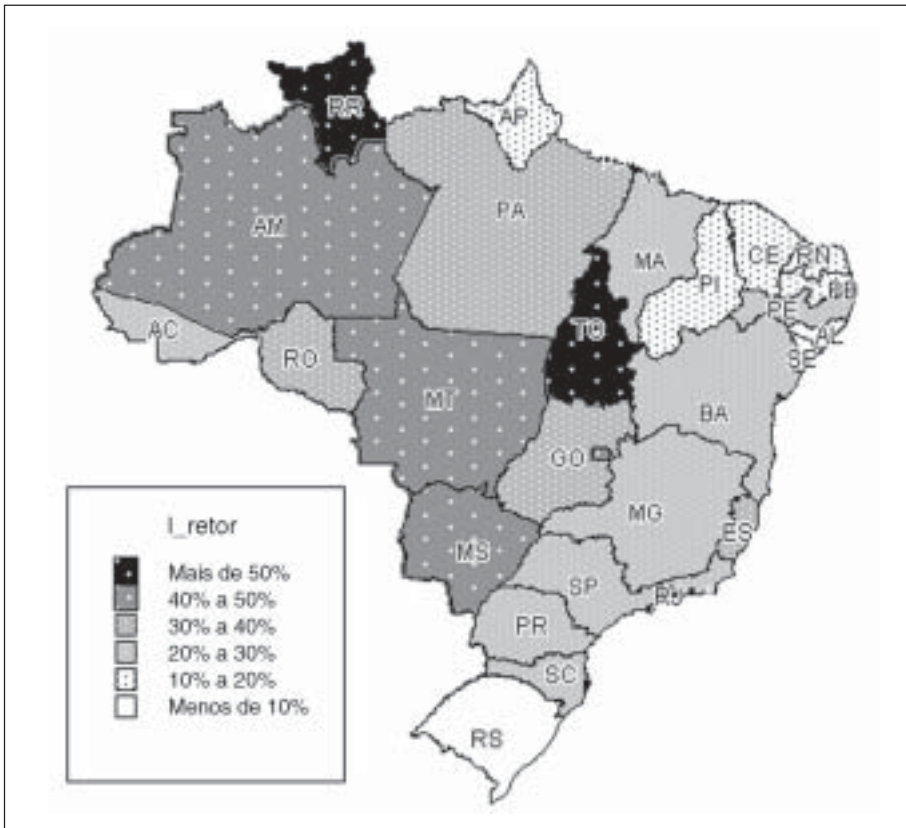 RR
AP
AM
PA
MA
CE
RN
PI
PB
PE
TO
AL
AC
SE
RO
MT
BA
GO
MG
ES
MS
SP
RJ
PR
SC
RS
I_retor
Mais de 50%
40% a 50%
30% a 40%
20% a 30%
10% a 20%
Menos de 10%